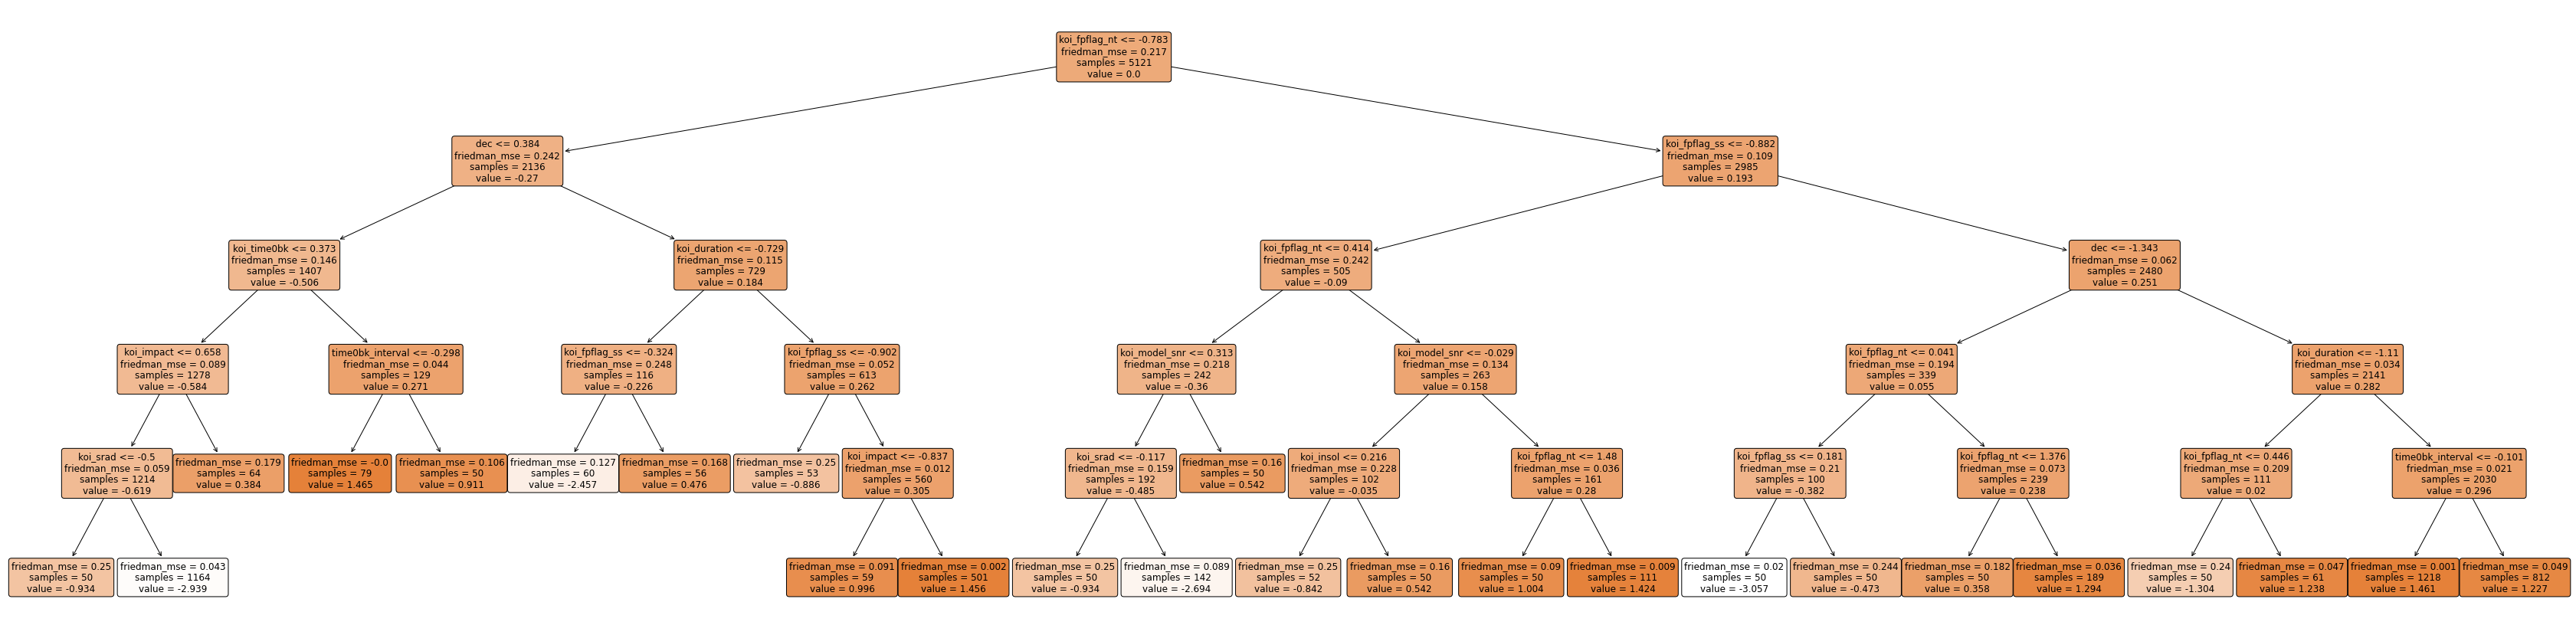 koi_fpflag_nt <= -0.783
friedman_mse = 0.217
samples = 5121
value = 0.0
dec <= 0.384
friedman_mse = 0.242
samples = 2136
value = -0.27
koi_fpflag_ss <= -0.882
friedman_mse = 0.109
samples = 2985
value = 0.193
koi_time0bk <= 0.373
friedman_mse = 0.146
samples = 1407
value = -0.506
koi_duration <= -0.729
friedman_mse = 0.115
samples = 729
value = 0.184
koi_fpflag_nt <= 0.414
friedman_mse = 0.242
samples = 505
value = -0.09
dec <= -1.343
friedman_mse = 0.062
samples = 2480
value = 0.251
koi_impact <= 0.658
friedman_mse = 0.089
samples = 1278
value = -0.584
time0bk_interval <= -0.298
friedman_mse = 0.044
samples = 129
value = 0.271
koi_fpflag_ss <= -0.324
friedman_mse = 0.248
samples = 116
value = -0.226
koi_fpflag_ss <= -0.902
friedman_mse = 0.052
samples = 613
value = 0.262
koi_model_snr <= 0.313
friedman_mse = 0.218
samples = 242
value = -0.36
koi_model_snr <= -0.029
friedman_mse = 0.134
samples = 263
value = 0.158
koi_fpflag_nt <= 0.041
friedman_mse = 0.194
samples = 339
value = 0.055
koi_duration <= -1.11
friedman_mse = 0.034
samples = 2141
value = 0.282
koi_srad <= -0.5
friedman_mse = 0.059
samples = 1214
value = -0.619
friedman_mse = 0.179
samples = 64
value = 0.384
friedman_mse = -0.0
samples = 79
value = 1.465
friedman_mse = 0.106
samples = 50
value = 0.911
friedman_mse = 0.127
samples = 60
value = -2.457
friedman_mse = 0.168
samples = 56
value = 0.476
friedman_mse = 0.25
samples = 53
value = -0.886
koi_impact <= -0.837
friedman_mse = 0.012
samples = 560
value = 0.305
koi_srad <= -0.117
friedman_mse = 0.159
samples = 192
value = -0.485
friedman_mse = 0.16
samples = 50
value = 0.542
koi_insol <= 0.216
friedman_mse = 0.228
samples = 102
value = -0.035
koi_fpflag_nt <= 1.48
friedman_mse = 0.036
samples = 161
value = 0.28
koi_fpflag_ss <= 0.181
friedman_mse = 0.21
samples = 100
value = -0.382
koi_fpflag_nt <= 1.376
friedman_mse = 0.073
samples = 239
value = 0.238
koi_fpflag_nt <= 0.446
friedman_mse = 0.209
samples = 111
value = 0.02
time0bk_interval <= -0.101
friedman_mse = 0.021
samples = 2030
value = 0.296
friedman_mse = 0.25
samples = 50
value = -0.934
friedman_mse = 0.043
samples = 1164
value = -2.939
friedman_mse = 0.091
samples = 59
value = 0.996
friedman_mse = 0.002
samples = 501
value = 1.456
friedman_mse = 0.25
samples = 50
value = -0.934
friedman_mse = 0.089
samples = 142
value = -2.694
friedman_mse = 0.25
samples = 52
value = -0.842
friedman_mse = 0.16
samples = 50
value = 0.542
friedman_mse = 0.09
samples = 50
value = 1.004
friedman_mse = 0.009
samples = 111
value = 1.424
friedman_mse = 0.02
samples = 50
value = -3.057
friedman_mse = 0.244
samples = 50
value = -0.473
friedman_mse = 0.182
samples = 50
value = 0.358
friedman_mse = 0.036
samples = 189
value = 1.294
friedman_mse = 0.24
samples = 50
value = -1.304
friedman_mse = 0.047
samples = 61
value = 1.238
friedman_mse = 0.001
samples = 1218
value = 1.461
friedman_mse = 0.049
samples = 812
value = 1.227